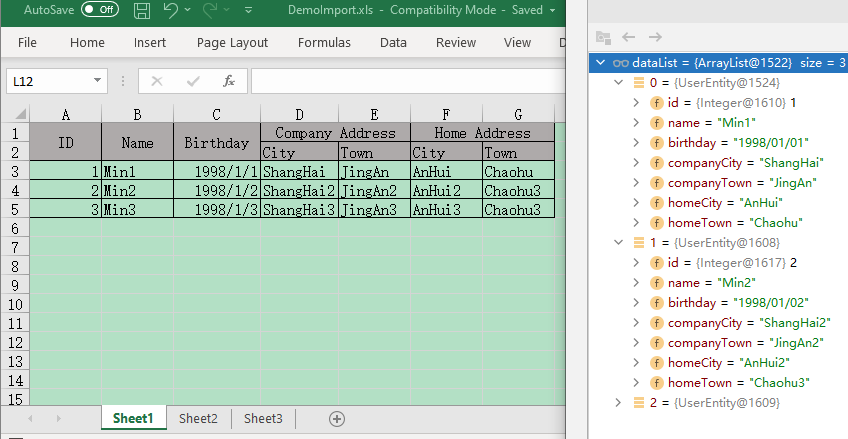 AutoSave Off DemoImport.xls - Compatibility Mode - Saved
File Home Insert Page Layout Formulas Data Review View D
L12 fx
A B C D E F G
1 ID Name Birthday Company Address Home Address
2 City Town City Town
3 1 Min1 1998/1/1 ShangHai JingAn AnHui Chaohu
4 2 Min2 1998/1/2 ShangHai2 JingAn2 AnHui2 Chaohu3
5 3 Min3 1998/1/3 ShangHai3 JingAn3 AnHui3 Chaohu3
6
7
8
9
10
11
12
13
14
15
Sheet1 Sheet2 Sheet3
dataList = {ArrayList@1522} size = 3
0 = {UserEntity@1524}
f id = {Integer@1610} 1
f name = "Min1"
f birthday = "1998/01/01"
f companyCity = "ShangHai"
f companyTown = "JingAn"
f homeCity = "AnHui"
f homeTown = "Chaohu"
1 = {UserEntity@1608}
f id = {Integer@1617} 2
f name = "Min2"
f birthday = "1998/01/02"
f companyCity = "ShangHai2"
f companyTown = "JingAn2"
f homeCity = "AnHui2"
f homeTown = "Chaohu3"
2 = {UserEntity@1609}